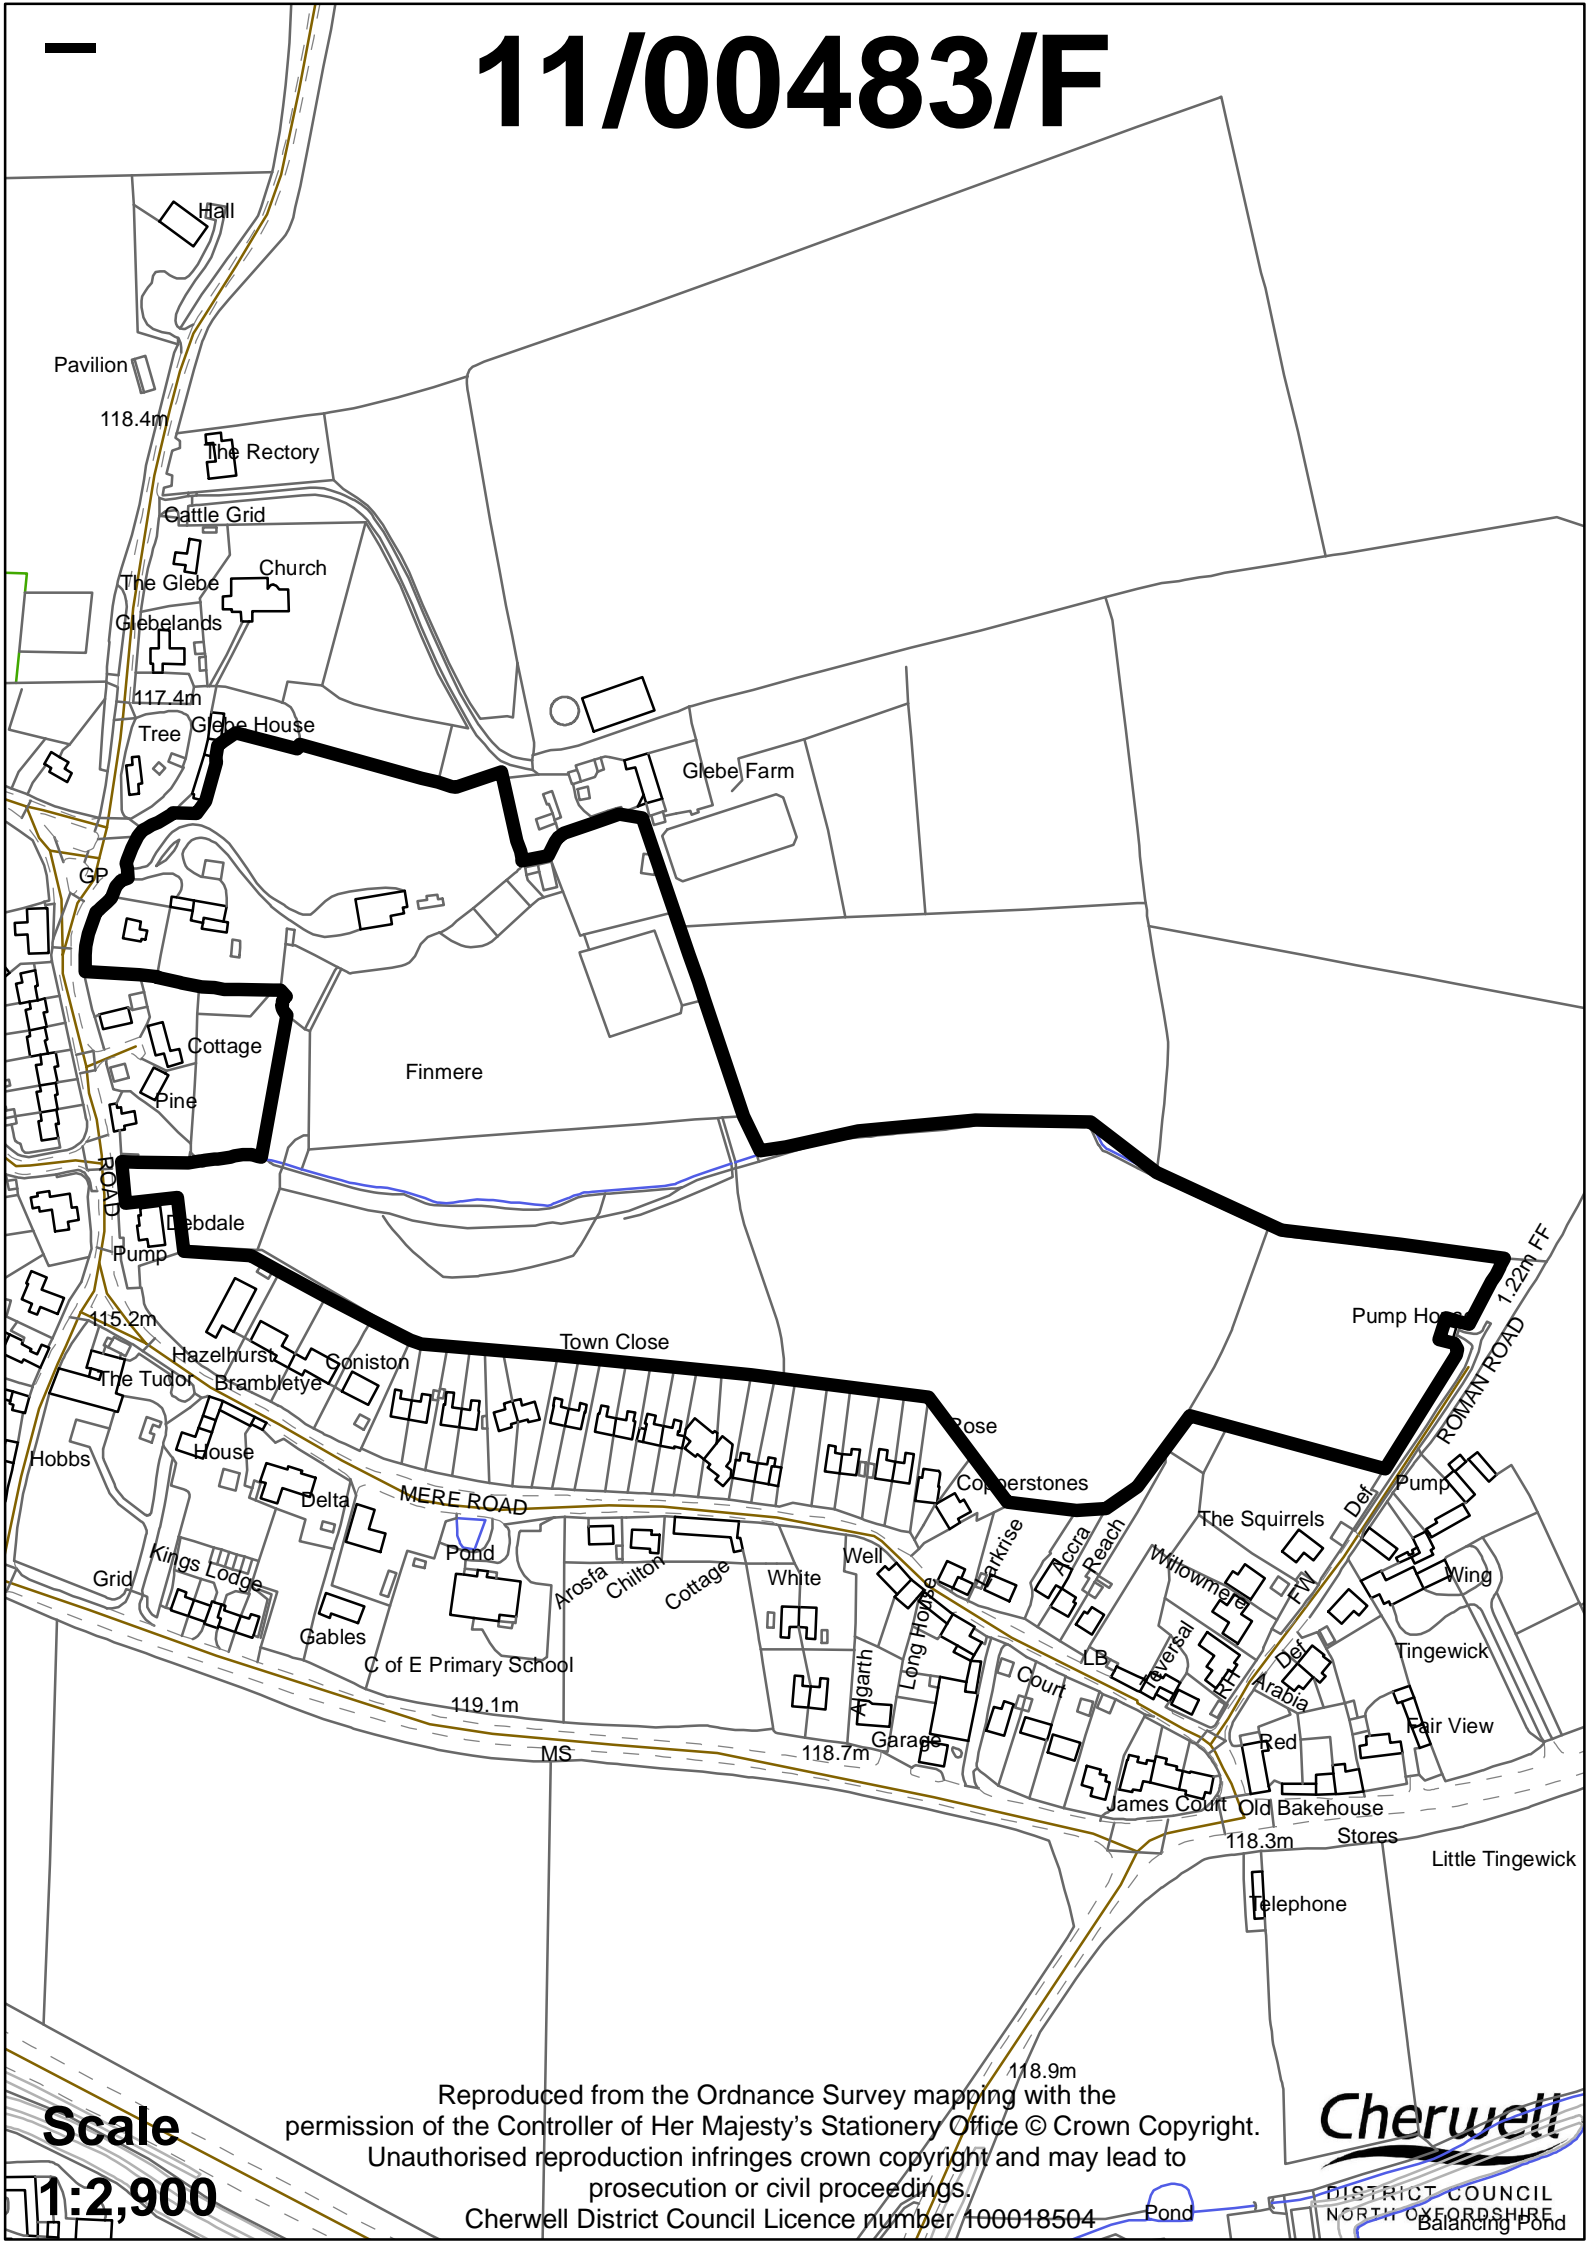 11/00483/F
Hall
Pavilion
118.4m
The Rectory
Cattle Grid
Church
The Glebe
Glebelands
117.4m
Tree
Glebe House
Glebe Farm
GP
Cottage
Finmere
Pine
ROAD
Debdale
Pump
1.22m FF
Pump House
ROMAN ROAD
115.2m
Town Close
Hazelhurst
Coniston
The Tudor
Brambletye
Rose
Hobbs
House
Copperstones
Pump
Delta
MERE ROAD
Def
The Squirrels
Larkrise
Accra
Reach
Pond
Well
Kings Lodge
Grid
Arosfa
Chilton
Cottage
White
Willowmere
FW
Wing
Long House
Gables
C of E Primary School
Algarth
Court
LB
Teversal
Def
Tingewick
RH
Arabia
119.1m
MS
118.7m
Garage
Red
Fair View
James Court
Old Bakehouse
118.3m
Stores
Little Tingewick
Telephone
118.9m
Scale
1:2,900
Reproduced from the Ordnance Survey mapping with the
permission of the Controller of Her Majesty's Stationery Office © Crown Copyright.
Unauthorised reproduction infringes crown copyright and may lead to
prosecution or civil proceedings.
Cherwell District Council Licence number 100018504
Pond
Cherwell
DISTRICT COUNCIL
NORTH OXFORDSHIRE
Balancing Pond